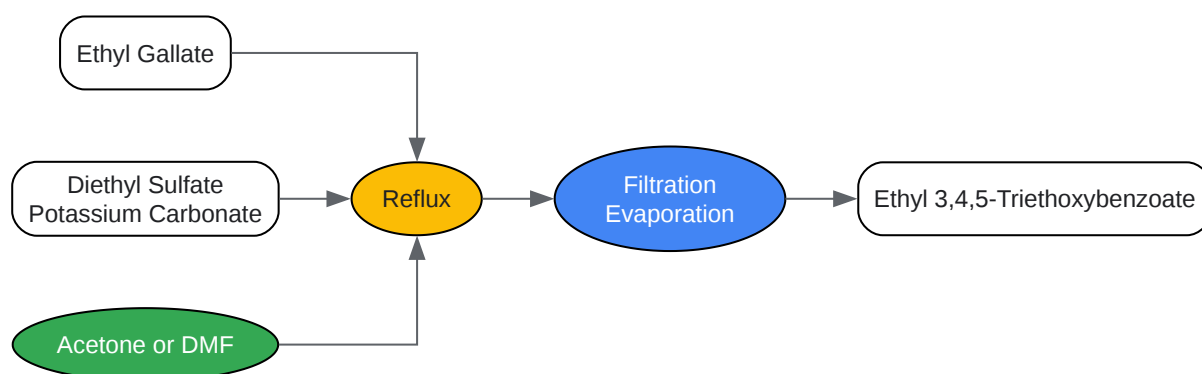 Ethyl Gallate
Diethyl Sulfate
Potassium Carbonate
Acetone or DMF
Reflux
Filtration
Evaporation
Ethyl 3,4,5-Triethoxybenzoate